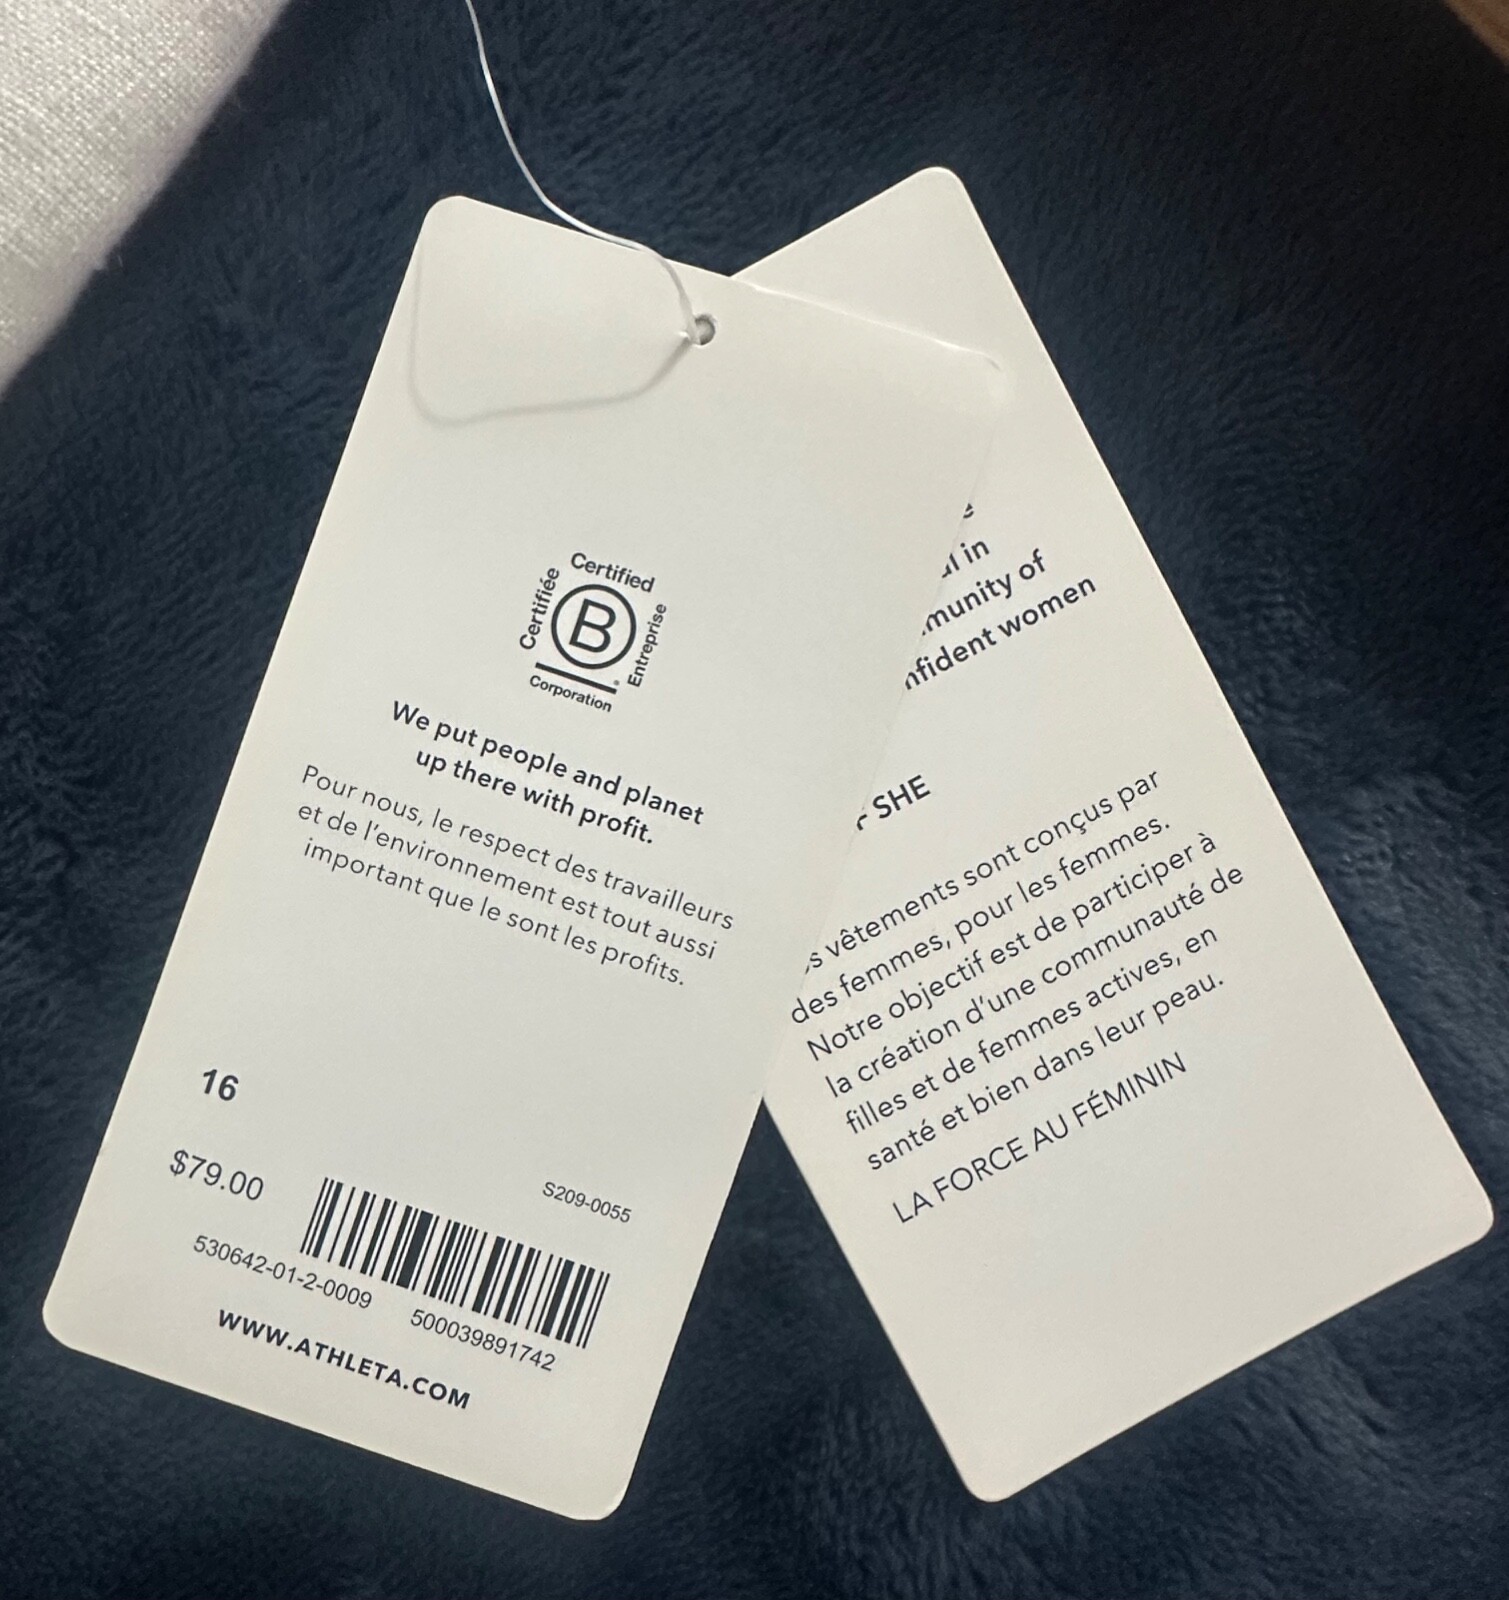 Certified
Certifiée
B
Entreprise
Corporation
We put people and planet
up there with profit.
Pour nous, le respect des travailleurs
et de l'environnement est tout aussi
important que le sont les profits.
16
$79.00
S209-0055
530642-01-2-0009
500039891742
WWW.ATHLETA.COM
in
of
women
SHE
vêtements sont conçus par
des femmes, pour les femmes.
Notre objectif est de participer à
la création d'une communauté de
filles et de femmes actives, en
santé et bien dans leur peau.
LA FORCE AU FÉMININ